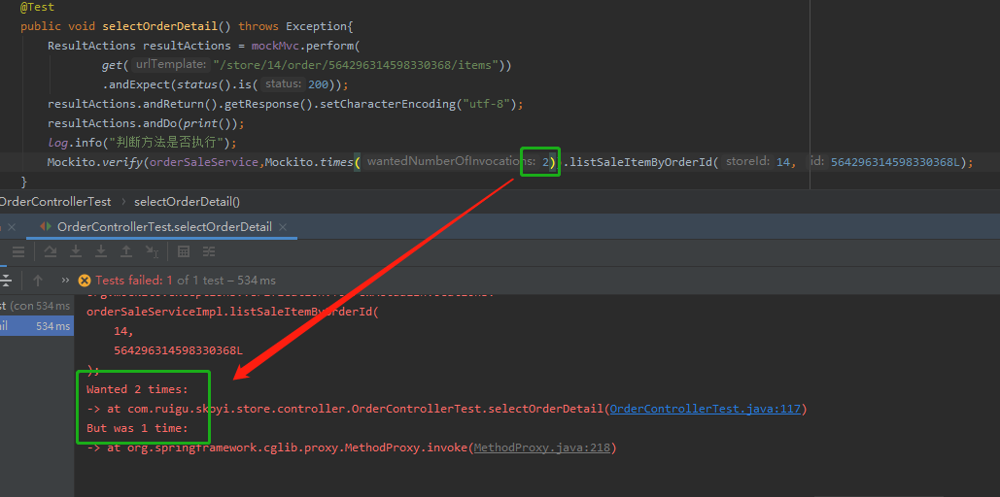 @Test
public void selectOrderDetail() throws Exception{
ResultActions resultActions = mockMvc.perform(
get( urlTemplate: "/store/14/order/564296314598330368/items"))
.andExpect(status().is( status: 200));
resultActions.andReturn().getResponse().setCharacterEncoding("utf-8");
resultActions.andDo(print());
log.info("判断方法是否执行");
Mockito.verify(orderSaleService,Mockito.times( wantedNumberOfInvocations: 2)).listSaleItemByOrderId( storeId: 14, id: 564296314598330368L);
}
OrderControllerTest › selectOrderDetail()
OrderControllerTest.selectOrderDetail ×
» Tests failed: 1 of 1 test – 534 ms
st (con 534 ms
orderSaleServiceImpl.listSaleItemByOrderId(
ail 534 ms
14,
564296314598330368L
);
Wanted 2 times:
-> at com.ruigu.skoyi.store.controller.OrderControllerTest.selectOrderDetail(OrderControllerTest.java:117)
But was 1 time:
-> at org.springframework.cglib.proxy.MethodProxy.invoke(MethodProxy.java:218)